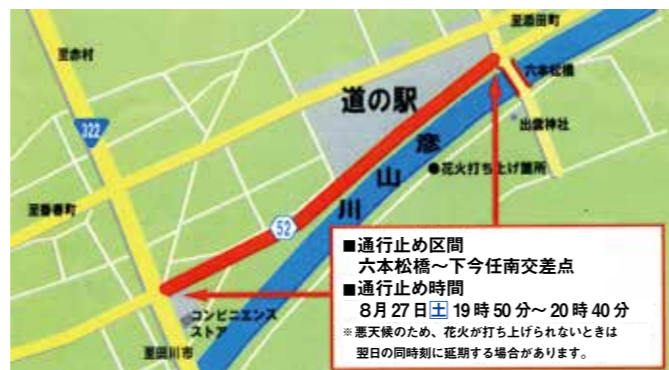 至添田町
至赤村
六本松橋
道の駅
322
出雲神社
彦山川
●花火打ち上げ箇所
至香春町
52
■通行止め区間
六本松橋～下今任南交差点
■通行止め時間
8月27日土 19時50分～20時40分
※悪天候のため、花火が打ち上げられないときは
翌日の同時刻に延期する場合があります。
コンビニエンス
ストア
至田川市